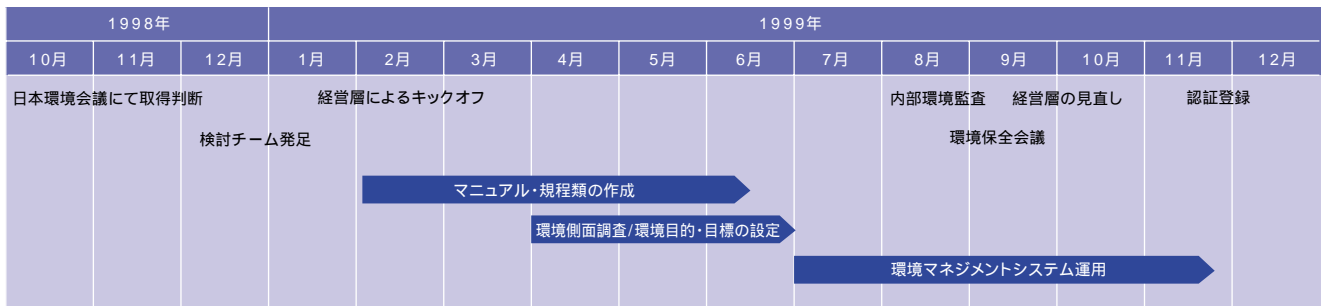 1998年 1999年
10月 11月 12月 1月 2月 3月 4月 5月 6月 7月 8月 9月 10月 11月 12月
日本環境会議にて取得判断 経営層によるキックオフ 内部環境監査 経営層の見直し 認証登録
検討チーム発足 環境保全会議
マニュアル・規程類の作成
環境側面調査/環境目的・目標の設定
環境マネジメントシステム運用